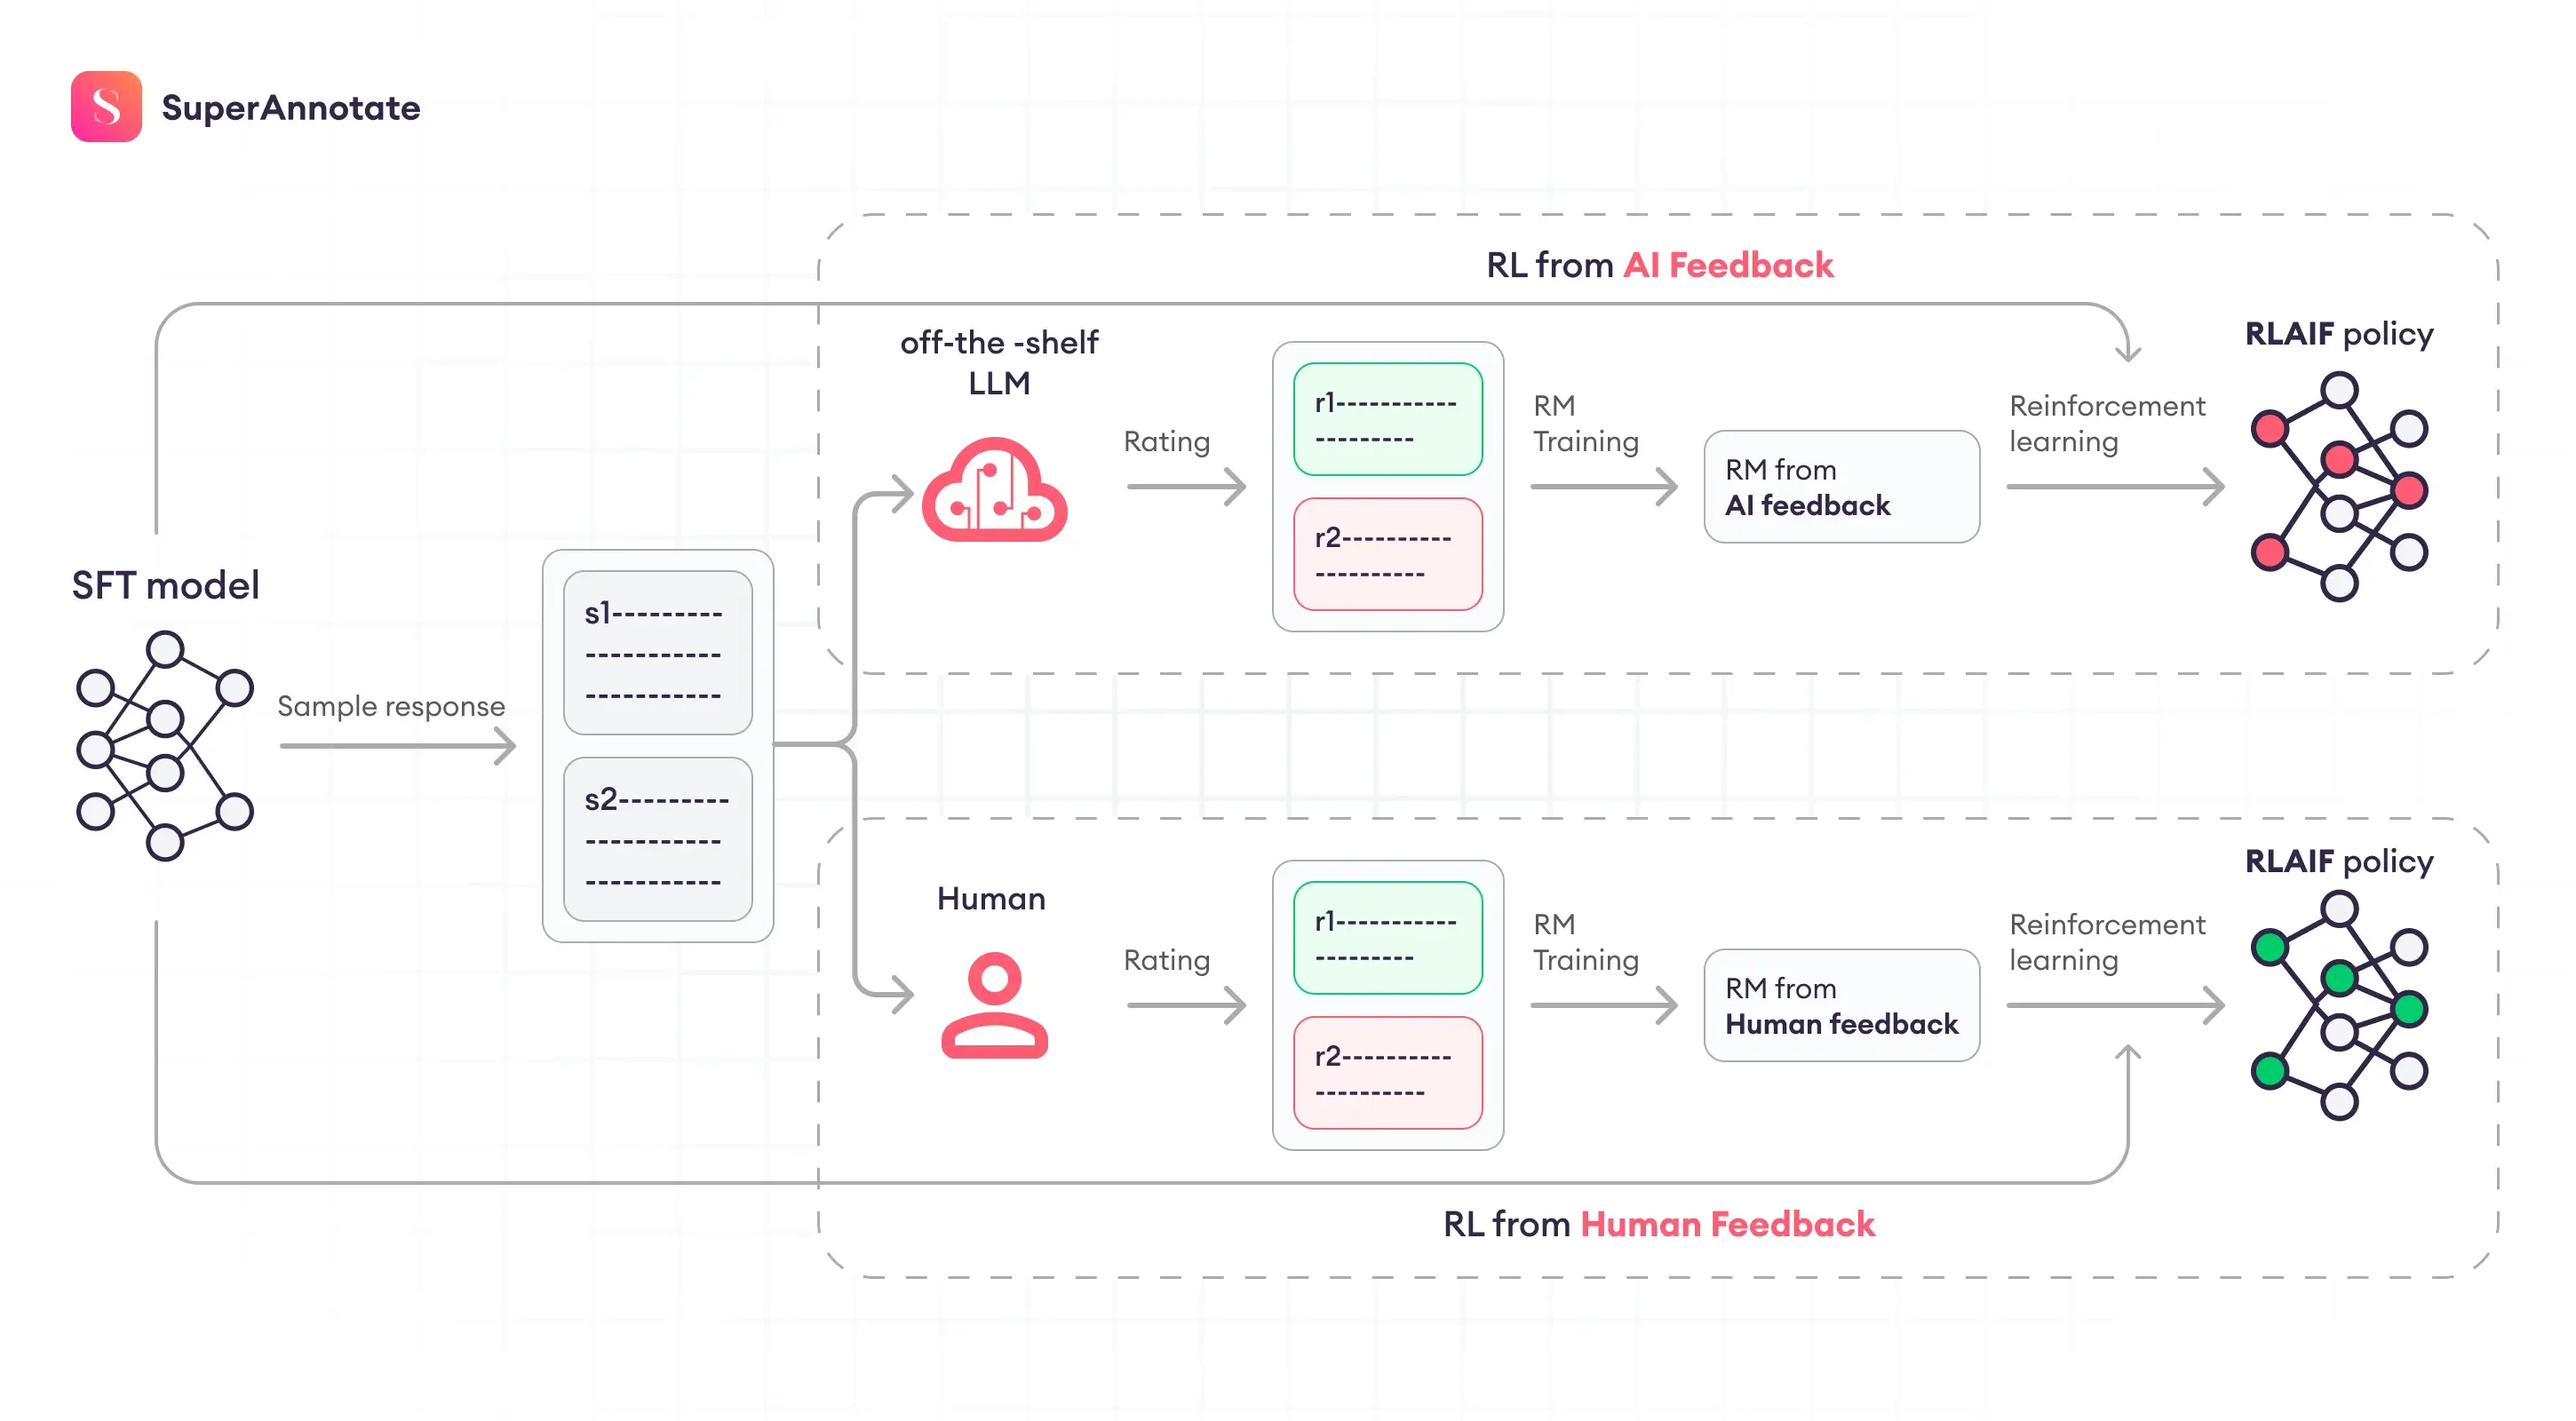 SuperAnnotate
RL from AI Feedback
off-the -shelf
LLM
Rating
r1-----------
---------
r2----------
----------
RM
Training
RM from
AI feedback
Reinforcement
learning
RLAIF policy
SFT model
Sample response
s1---------
-----------
-----------
s2---------
-----------
-----------
Human
Rating
r1-----------
---------
r2----------
----------
RM
Training
RM from
Human feedback
Reinforcement
learning
RLAIF policy
RL from Human Feedback